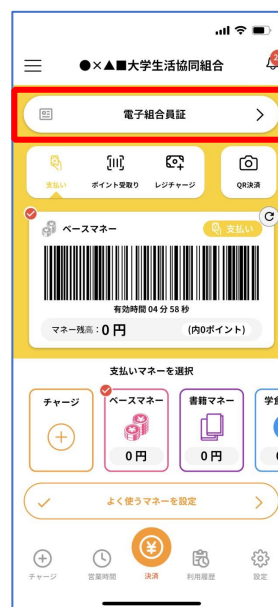 ●×▲■大学生活協同組合
2
電子組合員証
支払い
ポイント受取り
レジチャージ
QR決済
ベースマネー
支払い
有効時間 04 分 58 秒
マネー残高：0 円 (内0ポイント)
支払いマネーを選択
チャージ
ベースマネー
0 円
書籍マネー
0 円
学食
よく使うマネーを設定
チャージ
営業時間
決済
利用履歴
設定